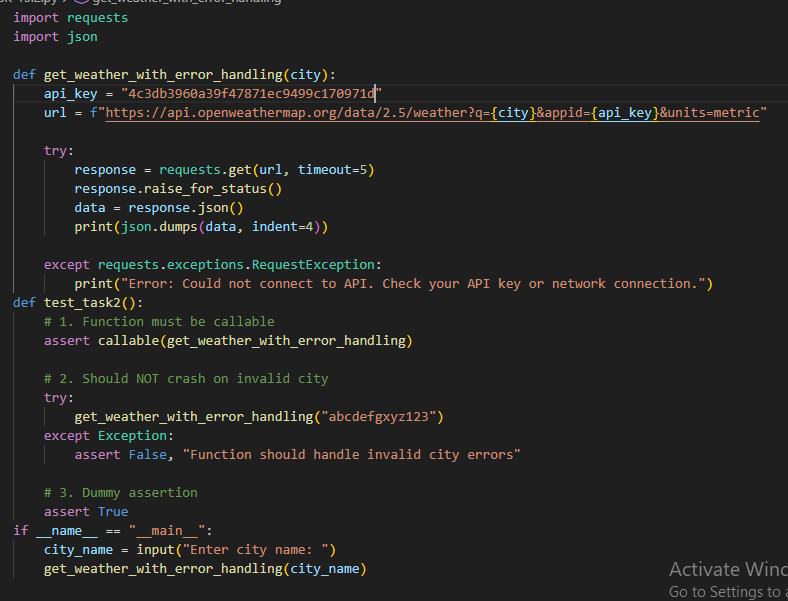 get_weather_with_error_handling
import requests
import json
def get_weather_with_error_handling(city):
    api_key = "4c3db3960a39f47871ec9499c170971d"
    url = f"https://api.openweathermap.org/data/2.5/weather?q={city}&appid={api_key}&units=metric"
    try:
        response = requests.get(url, timeout=5)
        response.raise_for_status()
        data = response.json()
        print(json.dumps(data, indent=4))
    except requests.exceptions.RequestException:
        print("Error: Could not connect to API. Check your API key or network connection.")
def test_task2():
    # 1. Function must be callable
    assert callable(get_weather_with_error_handling)
    # 2. Should NOT crash on invalid city
    try:
        get_weather_with_error_handling("abcdefgxyz123")
    except Exception:
        assert False, "Function should handle invalid city errors"
    # 3. Dummy assertion
    assert True
if __name__ == "__main__":
    city_name = input("Enter city name: ")
    get_weather_with_error_handling(city_name)
Activate Wind
Go to Settings to a